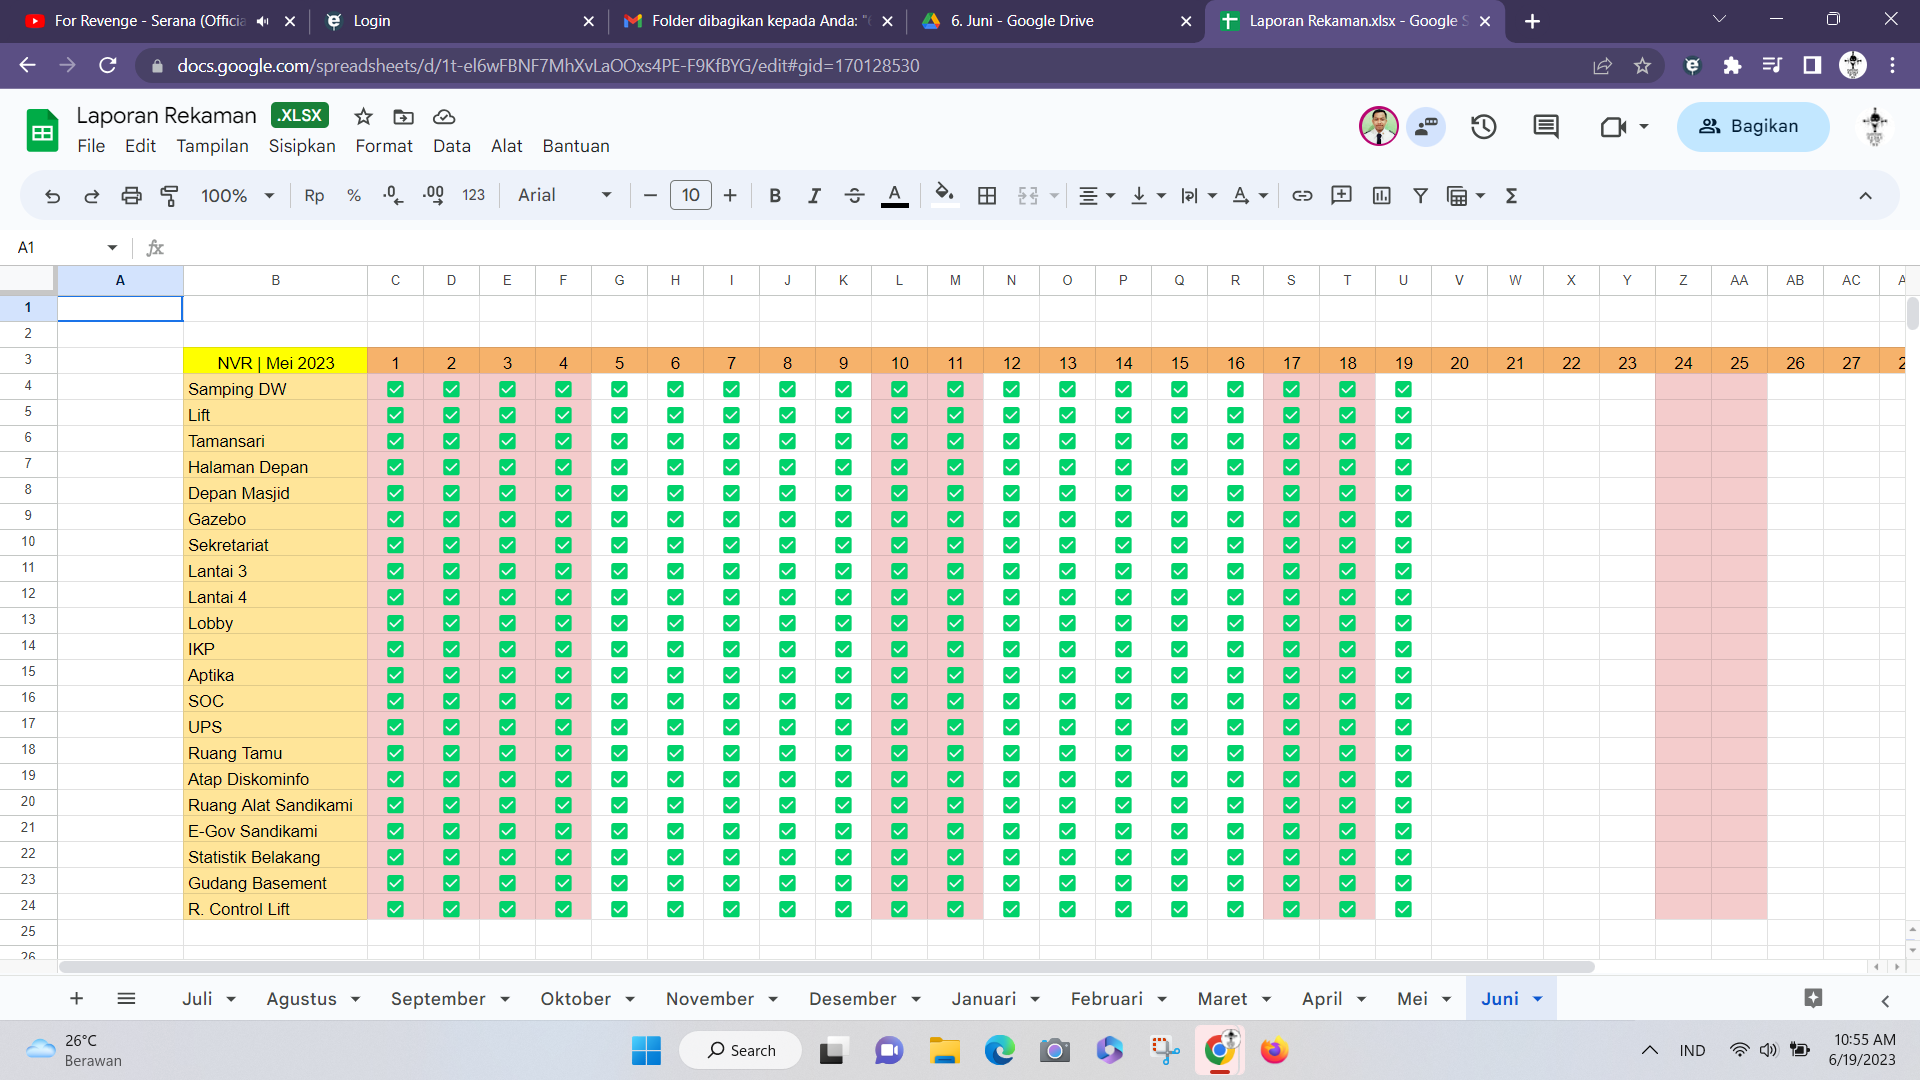 For Revenge - Serana (Officia
Login
Folder dibagikan kepada Anda: "6
6. Juni - Google Drive
Laporan Rekaman.xlsx - Google S
docs.google.com/spreadsheets/d/1t-el6wFBNF7MhXvLaOOxs4PE-F9KfBYG/edit#gid=170128530
Laporan Rekaman .XLSX
File Edit Tampilan Sisipkan Format Data Alat Bantuan
Bagikan
100% Rp % .0 .00 123 Arial 10 B I S A Σ
A1 fx
A B C D E F G H I J K L M N O P Q R S T U V W X Y Z AA AB AC A
1
2
3 NVR | Mei 2023 1 2 3 4 5 6 7 8 9 10 11 12 13 14 15 16 17 18 19 20 21 22 23 24 25 26 27 2
4 Samping DW
5 Lift
6 Tamansari
7 Halaman Depan
8 Depan Masjid
9 Gazebo
10 Sekretariat
11 Lantai 3
12 Lantai 4
13 Lobby
14 IKP
15 Aptika
16 SOC
17 UPS
18 Ruang Tamu
19 Atap Diskominfo
20 Ruang Alat Sandikami
21 E-Gov Sandikami
22 Statistik Belakang
23 Gudang Basement
24 R. Control Lift
25
26
Juli Agustus September Oktober November Desember Januari Februari Maret April Mei Juni
26°C
Berawan
Search
IND
10:55 AM
6/19/2023